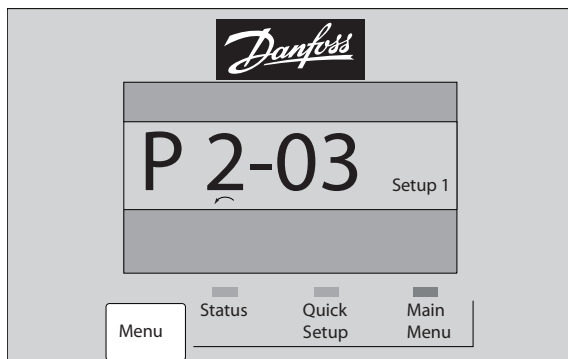 Danfoss
P 2-03
Setup 1
Menu
Status
Quick
Setup
Main
Menu